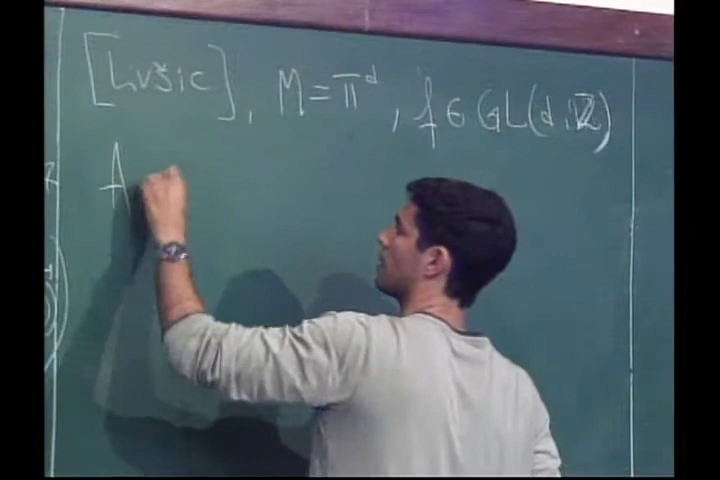 [Livšic], M = 𝕋^d, f ∈ GL(d, ℤ)
A